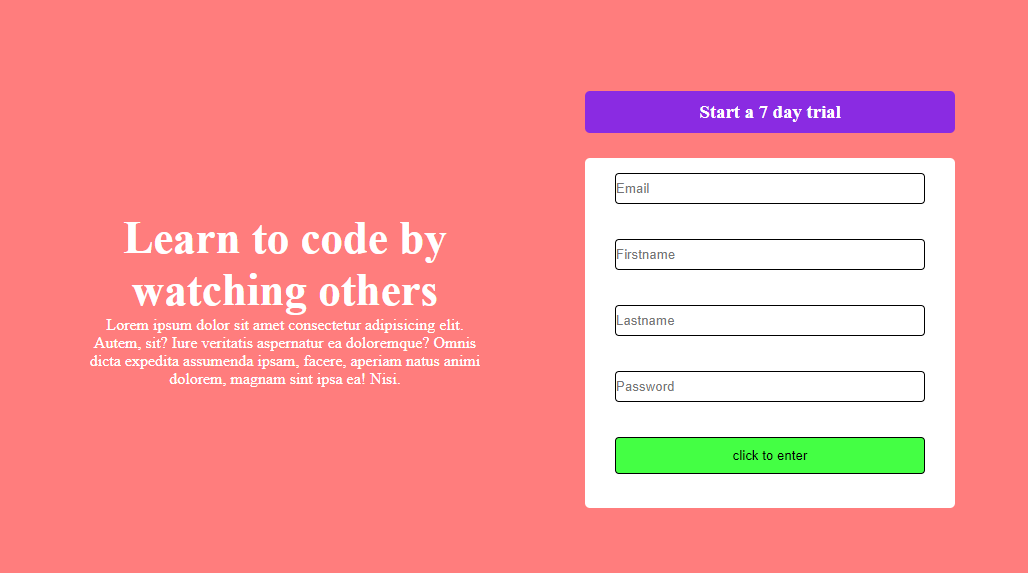 Learn to code by
watching others
Lorem ipsum dolor sit amet consectetur adipisicing elit.
Autem, sit? Iure veritatis aspernatur ea doloremque? Omnis
dicta expedita assumenda ipsam, facere, aperiam natus animi
dolorem, magnam sint ipsa ea! Nisi.
Start a 7 day trial
Email
Firstname
Lastname
Password
click to enter